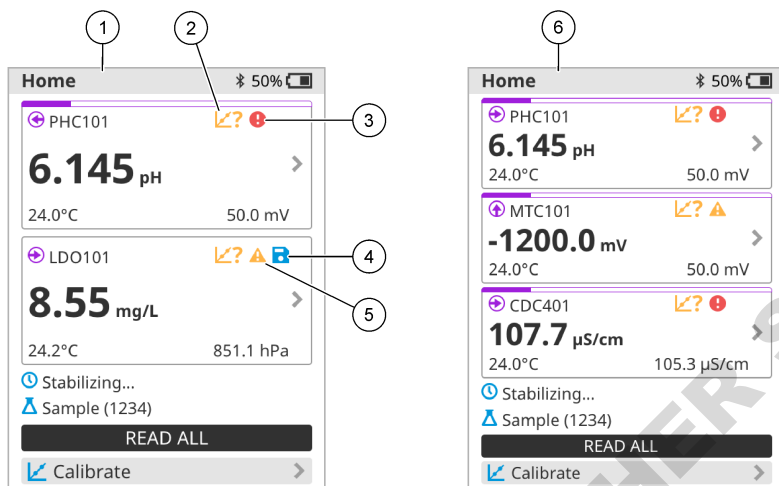 1
2
6
Home 50%
PHC101 ?
3
6.145 pH
24.0°C 50.0 mV
LDO101 ?
4
8.55 mg/L
5
24.2°C 851.1 hPa
Stabilizing...
Sample (1234)
READ ALL
Calibrate
Home 50%
PHC101 ?
6.145 pH
24.0°C 50.0 mV
MTC101 ?
-1200.0 mV
24.0°C 50.0 mV
CDC401 ?
107.7 µS/cm
24.0°C 105.3 µS/cm
Stabilizing...
Sample (1234)
READ ALL
Calibrate